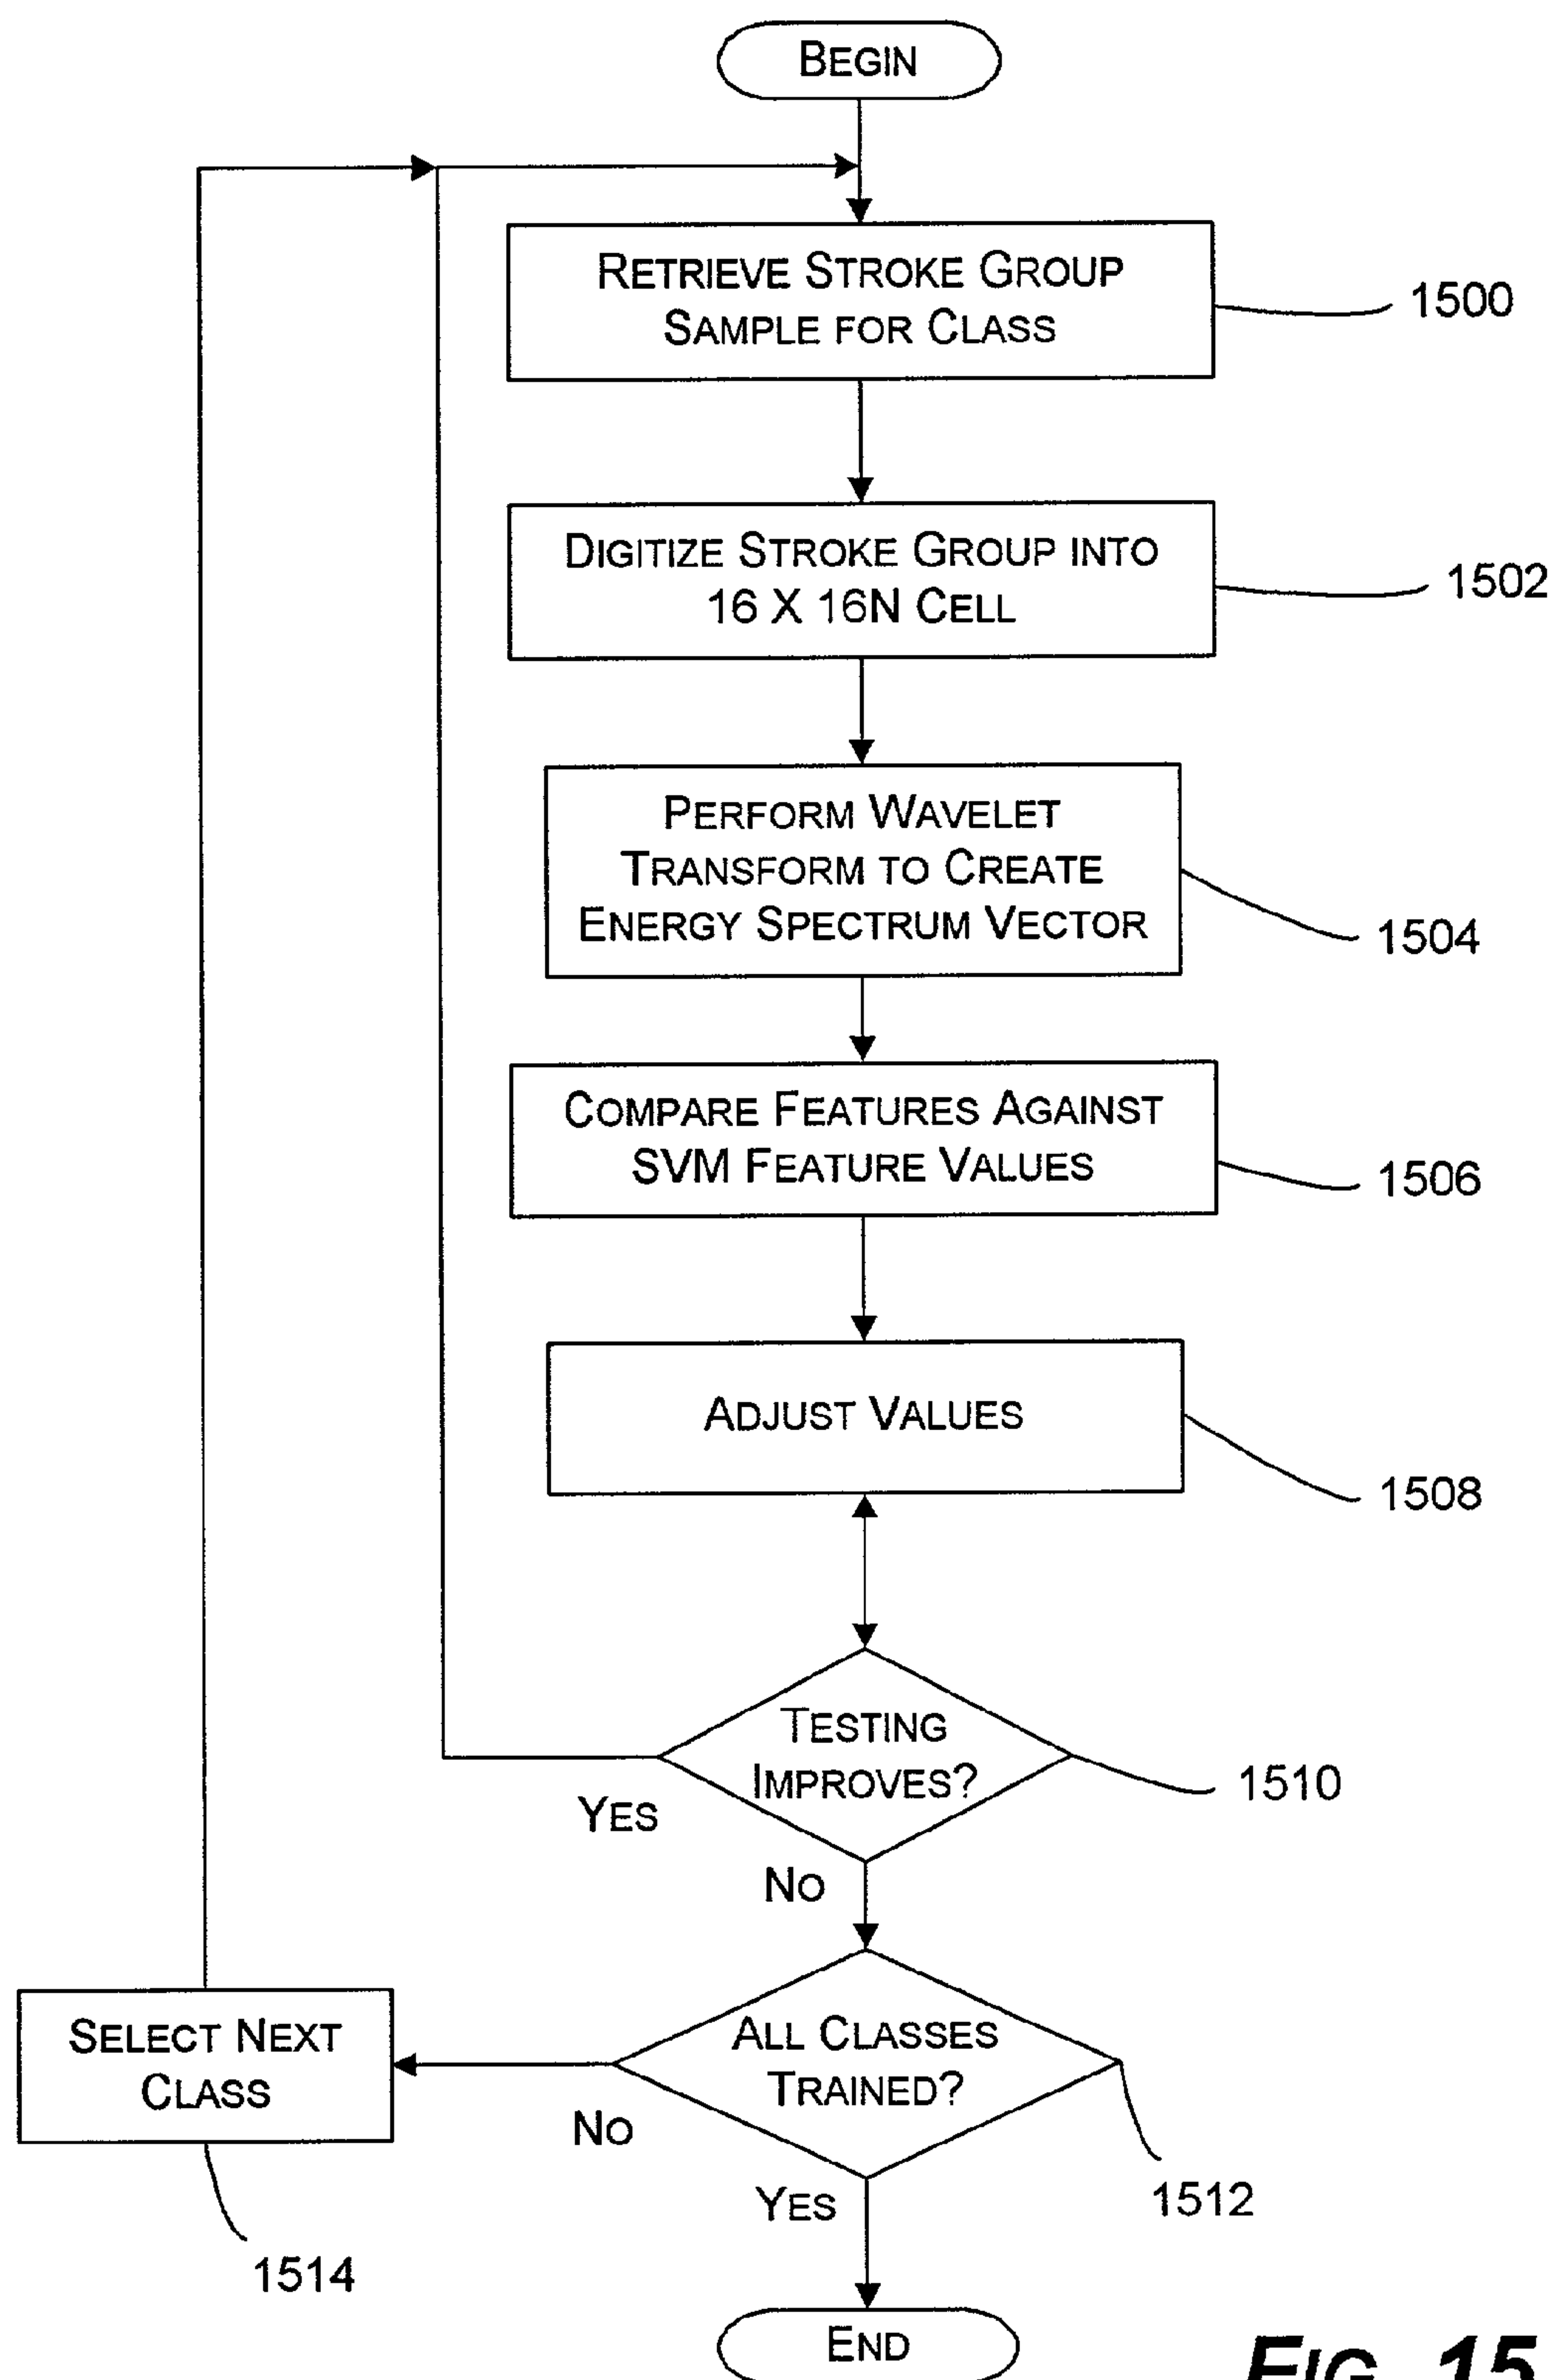 BEGIN
RETRIEVE STROKE GROUP
SAMPLE FOR CLASS
1500
DIGITIZE STROKE GROUP INTO
16 X 16N CELL
1502
PERFORM WAVELET
TRANSFORM TO CREATE
ENERGY SPECTRUM VECTOR
1504
COMPARE FEATURES AGAINST
SVM FEATURE VALUES
1506
ADJUST VALUES
1508
TESTING
IMPROVES?
1510
YES
NO
SELECT NEXT
CLASS
1514
ALL CLASSES
TRAINED?
1512
NO
YES
END
FIG. 15